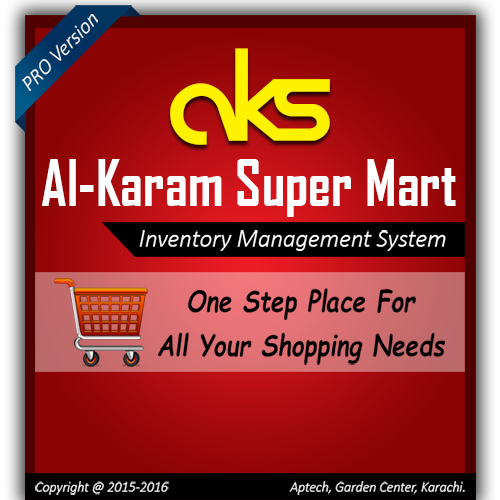 PRO Version
aks
Al-Karam Super Mart
Inventory Management System
One Step Place For
All Your Shopping Needs
Copyright @ 2015-2016 Aptech, Garden Center, Karachi.